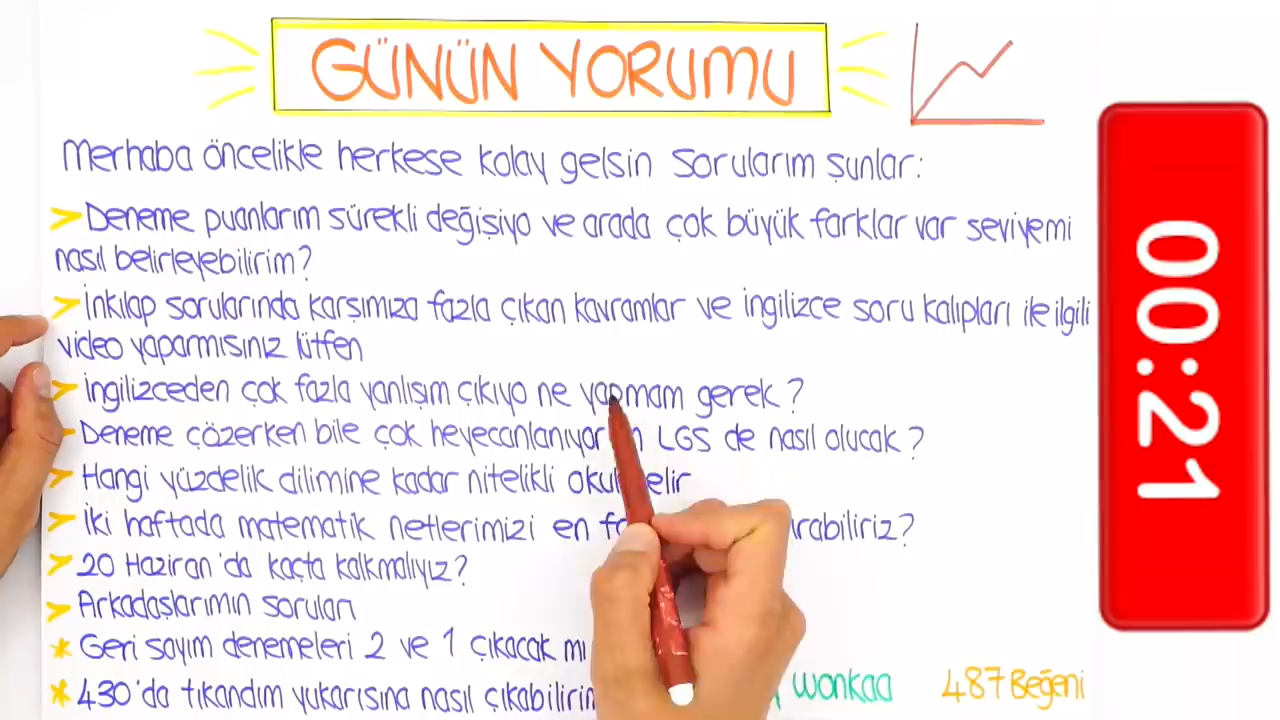 GÜNÜN YORUMU
Merhaba öncelikle herkese kolay gelsin Sorularım şunlar:
> Deneme puanlarım sürekli değişiyo ve arada çok büyük farklar var seviyemi
nasıl belirleyebilirim?
> İnkılap sorularında karşımıza fazla çıkan kavramlar ve ingilizce soru kalıpları ile ilgili
video yaparmısınız lütfen
> İngilizceden çok fazla yanlışım çıkıyo ne yapmam gerek?
- Deneme çözerken bile çok heyecanlanıyor LGS de nasıl olucak?
> Hangi yüzdelik dilimine kadar nitelikli
> İki haftada matematik netlerimizi en
> 20 Haziran'da kaçta kalkmalıyız?
> Arkadaşlarımın soruları
* Geri sayım denemeleri 2 ve 1 çıkacak mı
* 430'da tıkandım yukarısına nasıl
wonkaa
487 Beğeni
00:21